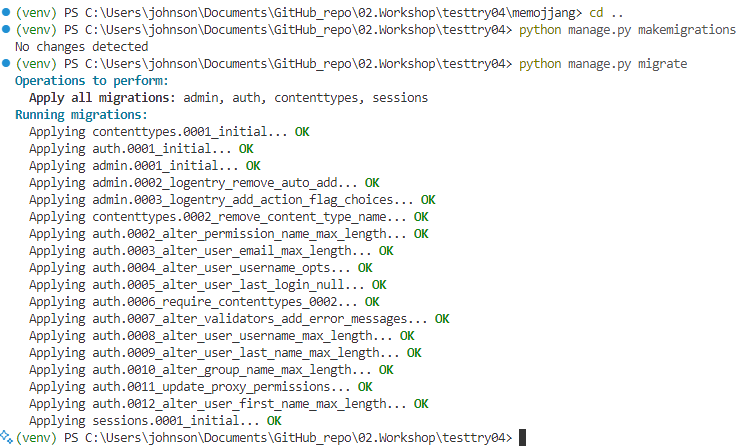 (venv) PS C:\Users\johnson\Documents\GitHub_repo\02.Workshop\testtry04\memojjang> cd ..
(venv) PS C:\Users\johnson\Documents\GitHub_repo\02.Workshop\testtry04> python manage.py makemigrations
No changes detected
(venv) PS C:\Users\johnson\Documents\GitHub_repo\02.Workshop\testtry04> python manage.py migrate
Operations to perform:
  Apply all migrations: admin, auth, contenttypes, sessions
Running migrations:
  Applying contenttypes.0001_initial... OK
  Applying auth.0001_initial... OK
  Applying admin.0001_initial... OK
  Applying admin.0002_logentry_remove_auto_add... OK
  Applying admin.0003_logentry_add_action_flag_choices... OK
  Applying contenttypes.0002_remove_content_type_name... OK
  Applying auth.0002_alter_permission_name_max_length... OK
  Applying auth.0003_alter_user_email_max_length... OK
  Applying auth.0004_alter_user_username_opts... OK
  Applying auth.0005_alter_user_last_login_null... OK
  Applying auth.0006_require_contenttypes_0002... OK
  Applying auth.0007_alter_validators_add_error_messages... OK
  Applying auth.0008_alter_user_username_max_length... OK
  Applying auth.0009_alter_user_last_name_max_length... OK
  Applying auth.0010_alter_group_name_max_length... OK
  Applying auth.0011_update_proxy_permissions... OK
  Applying auth.0012_alter_user_first_name_max_length... OK
  Applying sessions.0001_initial... OK
(venv) PS C:\Users\johnson\Documents\GitHub_repo\02.Workshop\testtry04>